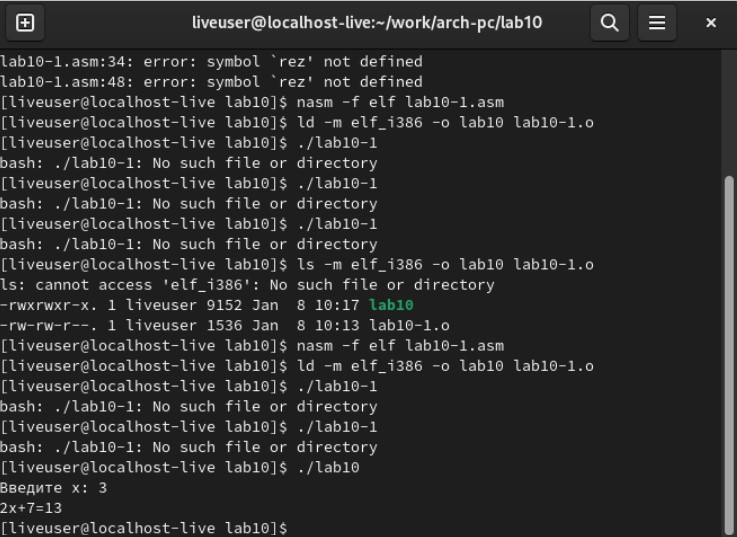 liveuser@localhost-live:~/work/arch-pc/lab10
lab10-1.asm:34: error: symbol `rez' not defined
lab10-1.asm:48: error: symbol `rez' not defined
[liveuser@localhost-live lab10]$ nasm -f elf lab10-1.asm
[liveuser@localhost-live lab10]$ ld -m elf_i386 -o lab10 lab10-1.o
[liveuser@localhost-live lab10]$ ./lab10-1
bash: ./lab10-1: No such file or directory
[liveuser@localhost-live lab10]$ ./lab10-1
bash: ./lab10-1: No such file or directory
[liveuser@localhost-live lab10]$ ./lab10-1
bash: ./lab10-1: No such file or directory
[liveuser@localhost-live lab10]$ ls -m elf_i386 -o lab10 lab10-1.o
ls: cannot access 'elf_i386': No such file or directory
-rwxrwxr-x. 1 liveuser 9152 Jan  8 10:17 lab10
-rw-rw-r--. 1 liveuser 1536 Jan  8 10:13 lab10-1.o
[liveuser@localhost-live lab10]$ nasm -f elf lab10-1.asm
[liveuser@localhost-live lab10]$ ld -m elf_i386 -o lab10 lab10-1.o
[liveuser@localhost-live lab10]$ ./lab10-1
bash: ./lab10-1: No such file or directory
[liveuser@localhost-live lab10]$ ./lab10-1
bash: ./lab10-1: No such file or directory
[liveuser@localhost-live lab10]$ ./lab10
Введите x: 3
2x+7=13
[liveuser@localhost-live lab10]$